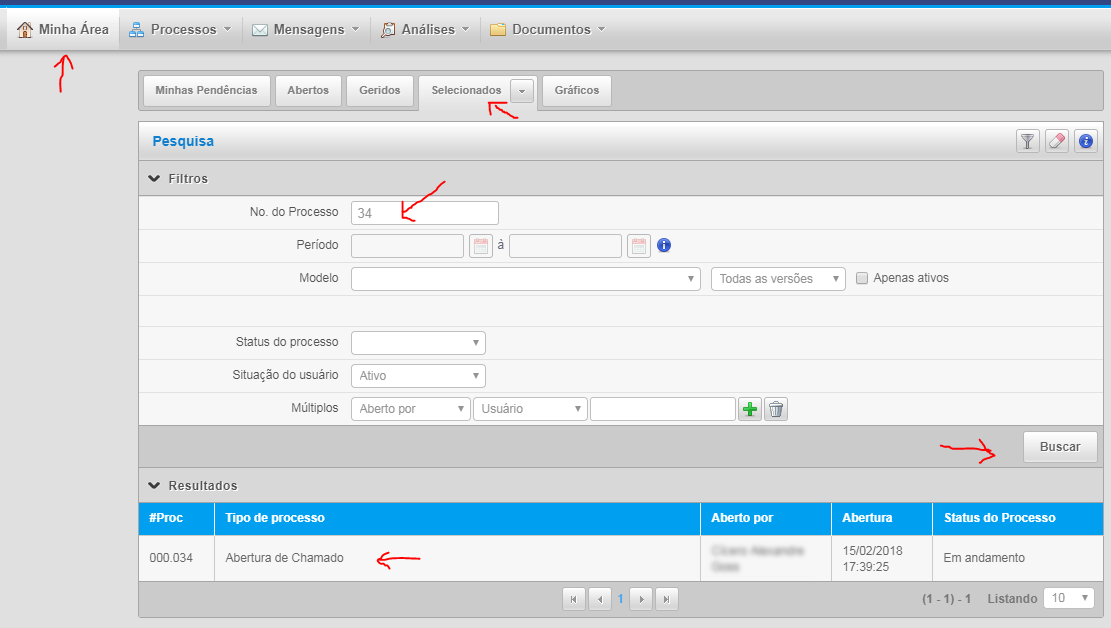 Minha Área Processos Mensagens Análises Documentos
Minhas Pendências Abertos Geridos Selecionados Gráficos
Pesquisa
Filtros
No. do Processo 34
Período à
Modelo Todas as versões Apenas ativos
Status do processo
Situação do usuário Ativo
Múltiplos Aberto por Usuário
Buscar
Resultados
#Proc Tipo de processo Aberto por Abertura Status do Processo
000.034 Abertura de Chamado 15/02/2018 Em andamento
17:39:25
1 (1 - 1) - 1 Listando 10